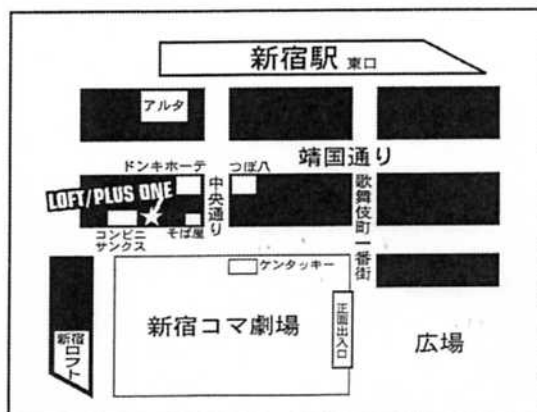 新宿駅 東口
アルタ
靖国通り
ドンキホーテ
つぼ八
LOFT/PLUS ONE
中央通り
歌舞伎町一番街
コンビニ
サンクス
そば屋
ケンタッキー
新宿コマ劇場
正面出入口
広場
新宿ロフト